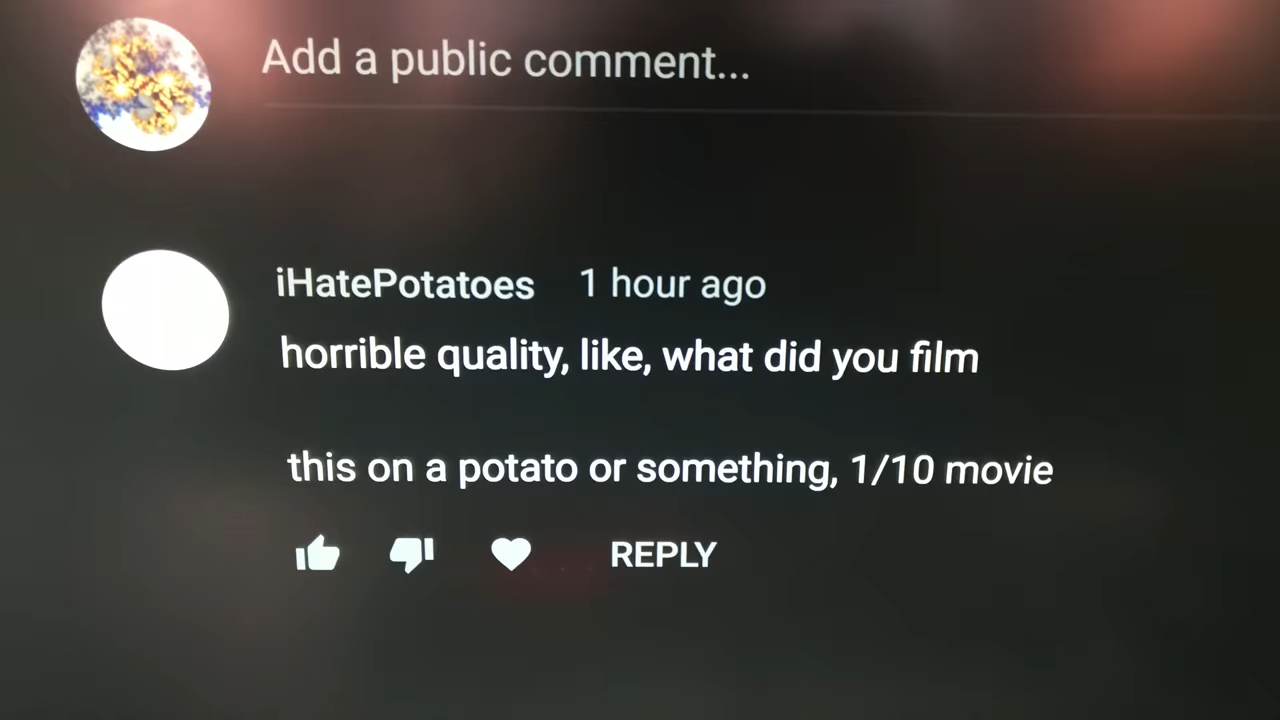 Add a public comment...
iHatePotatoes 1 hour ago
horrible quality, like, what did you film
this on a potato or something, 1/10 movie
REPLY